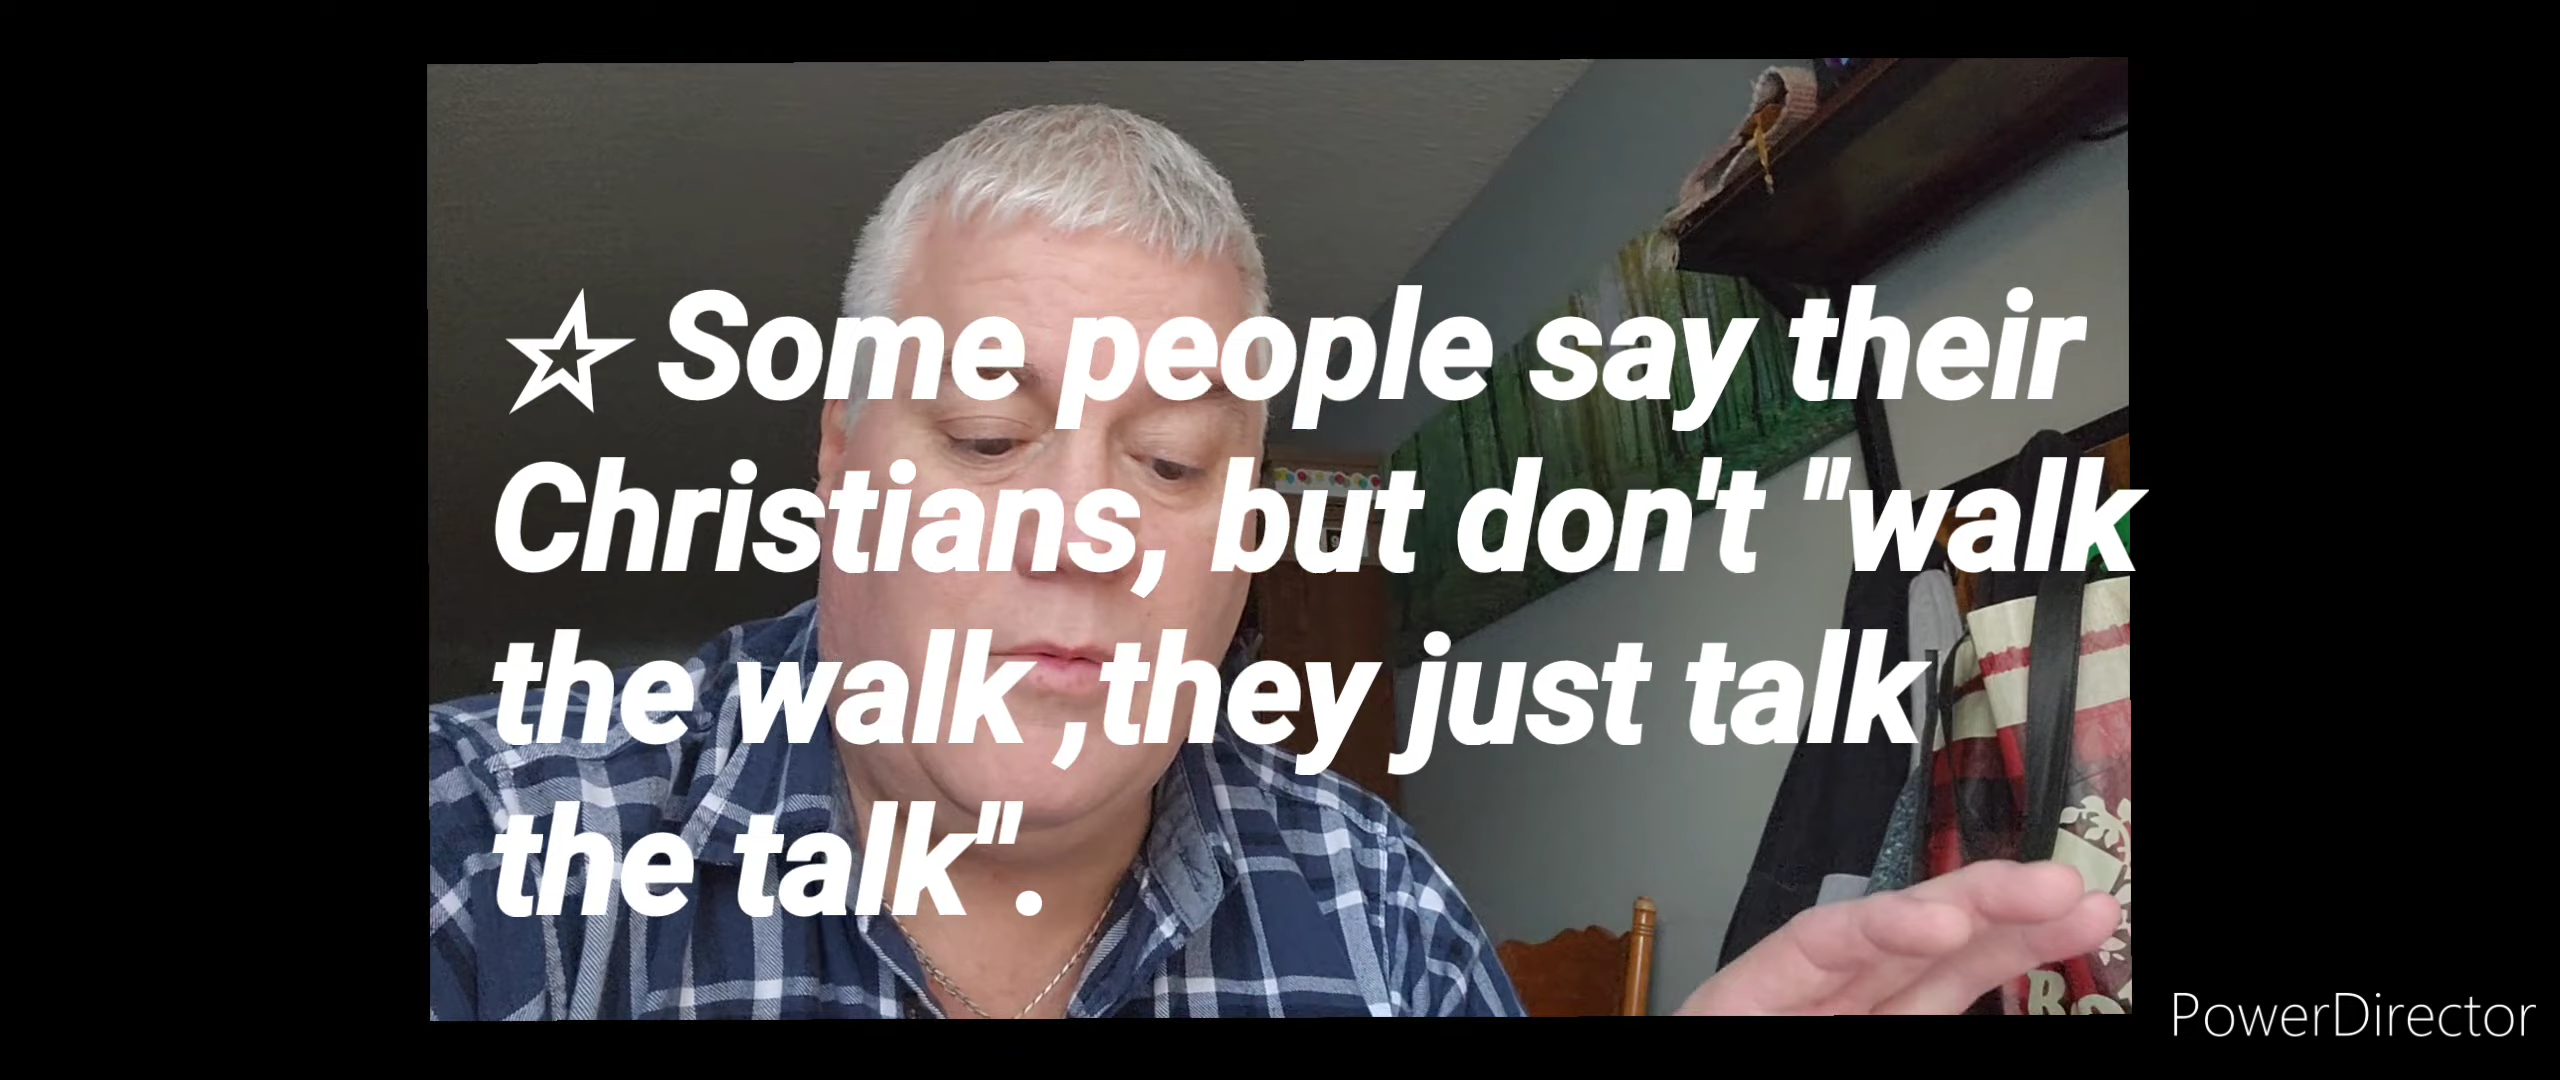 ☆ Some people say their
Christians, but don't "walk
the walk ,they just talk
the talk".
PowerDirector